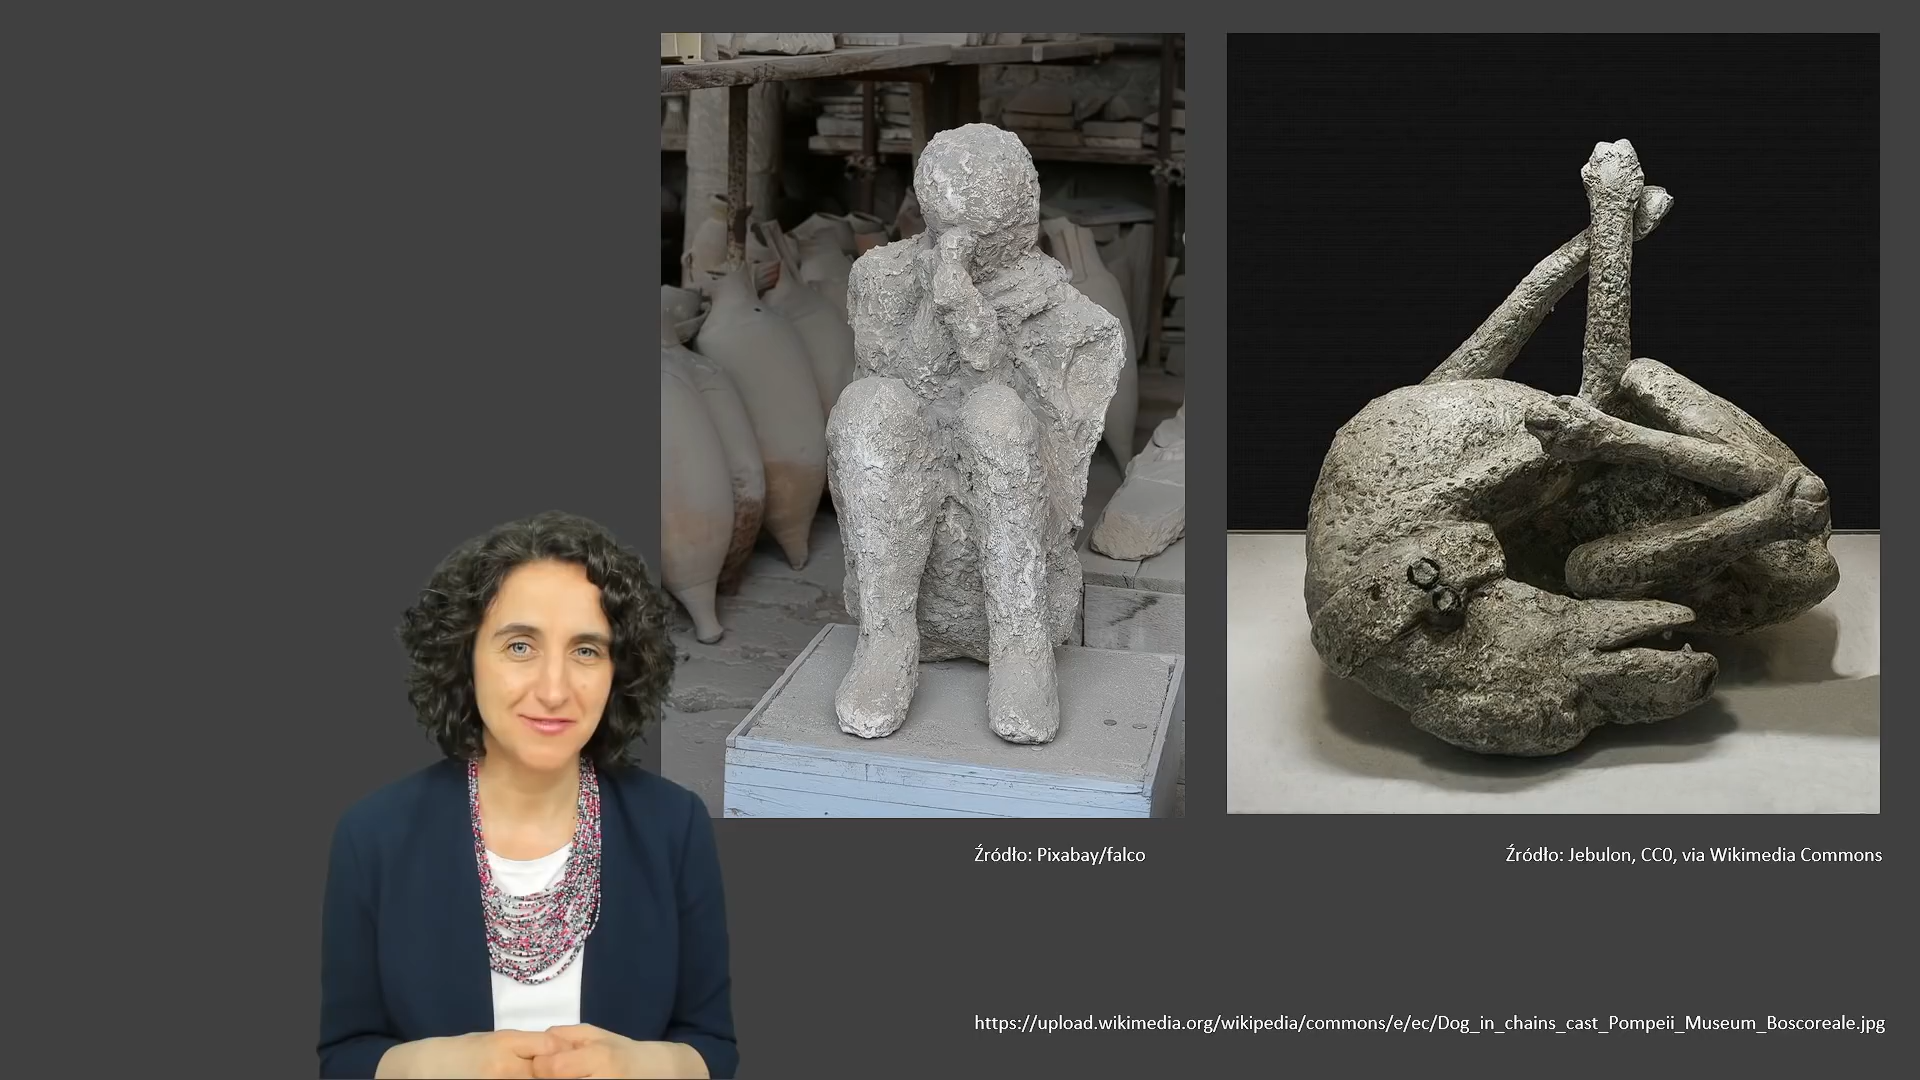 Źródło: Pixabay/falco
Źródło: Jebulon, CC0, via Wikimedia Commons
https://upload.wikimedia.org/wikipedia/commons/e/ec/Dog_in_chains_cast_Pompeii_Museum_Boscoreale.jpg